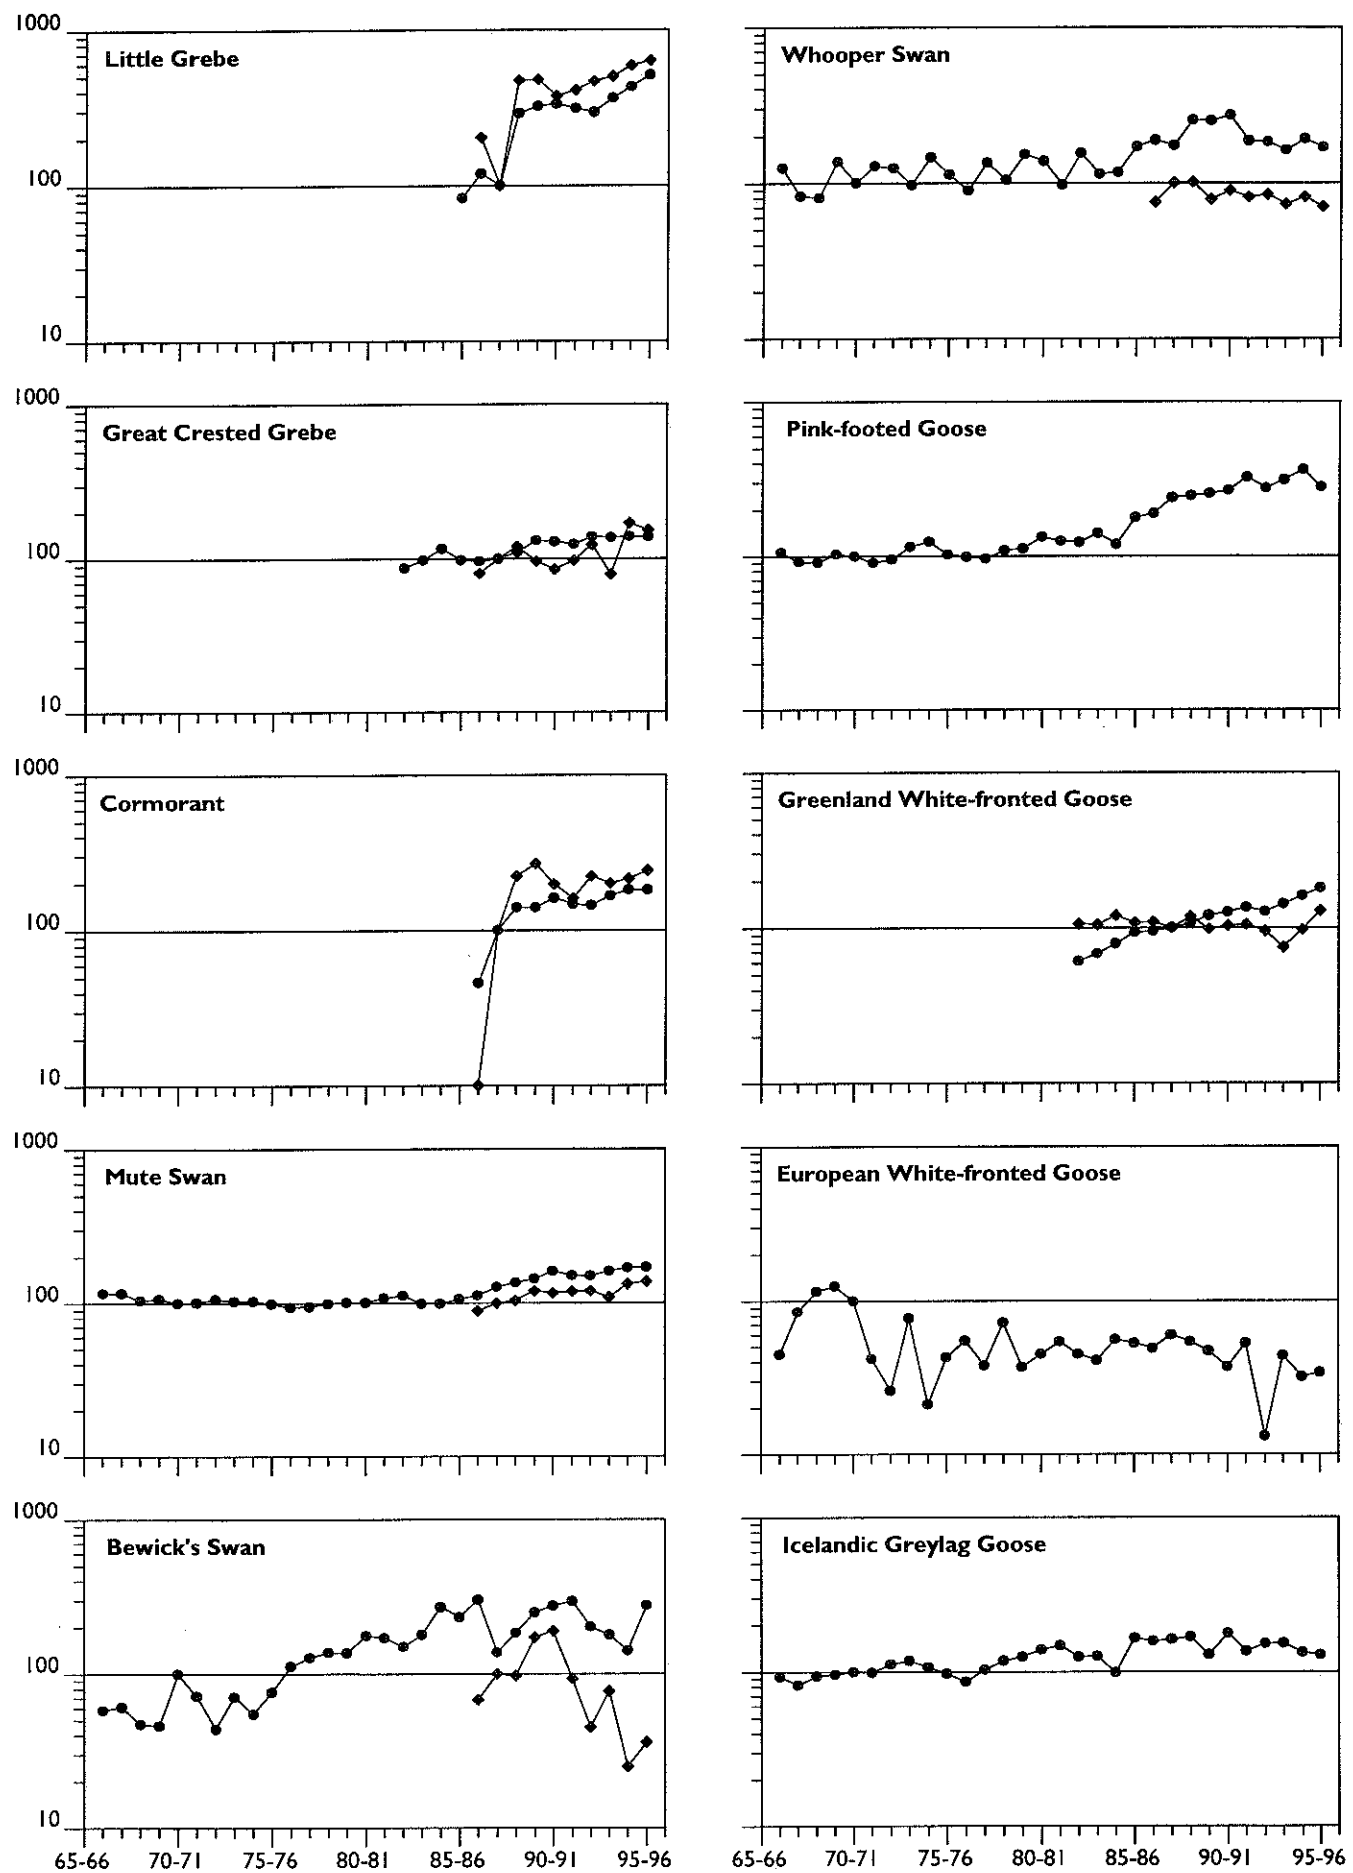 1000
Little Grebe
100
10
Whooper Swan
1000
Great Crested Grebe
100
10
Pink-footed Goose
1000
Cormorant
100
10
Greenland White-fronted Goose
1000
Mute Swan
100
10
European White-fronted Goose
1000
Bewick's Swan
100
10
65-66 70-71 75-76 80-81 85-86 90-91 95-96
Icelandic Greylag Goose
65-66 70-71 75-76 80-81 85-86 90-91 95-96